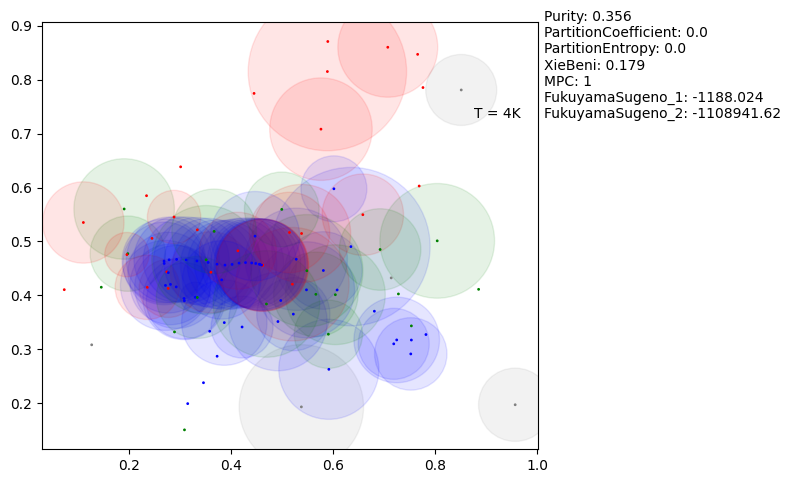 Purity: 0.356
PartitionCoefficient: 0.0
PartitionEntropy: 0.0
XieBeni: 0.179
MPC: 1
FukuyamaSugeno_1: -1188.024
FukuyamaSugeno_2: -1108941.62
T = 4K
0.9
0.8
0.7
0.6
0.5
0.4
0.3
0.2
0.2 0.4 0.6 0.8 1.0